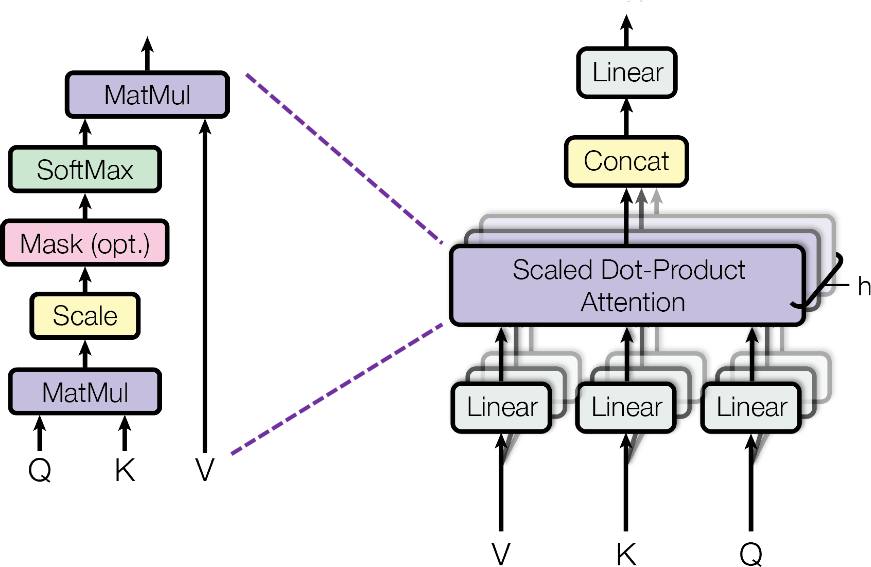 MatMul
SoftMax
Mask (opt.)
Scale
MatMul
Q K V
Linear
Concat
Scaled Dot-Product
Attention
h
Linear Linear Linear
V K Q